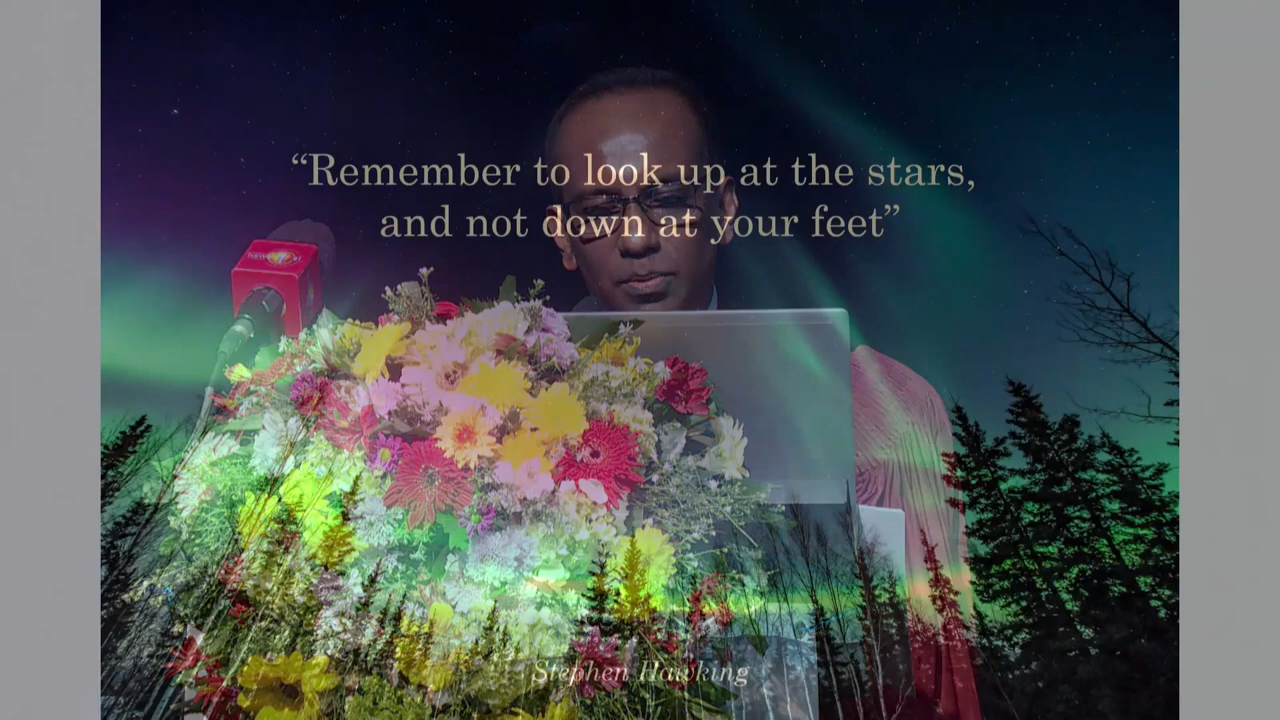 “Remember to look up at the stars,
and not down at your feet”
Stephen Hawking